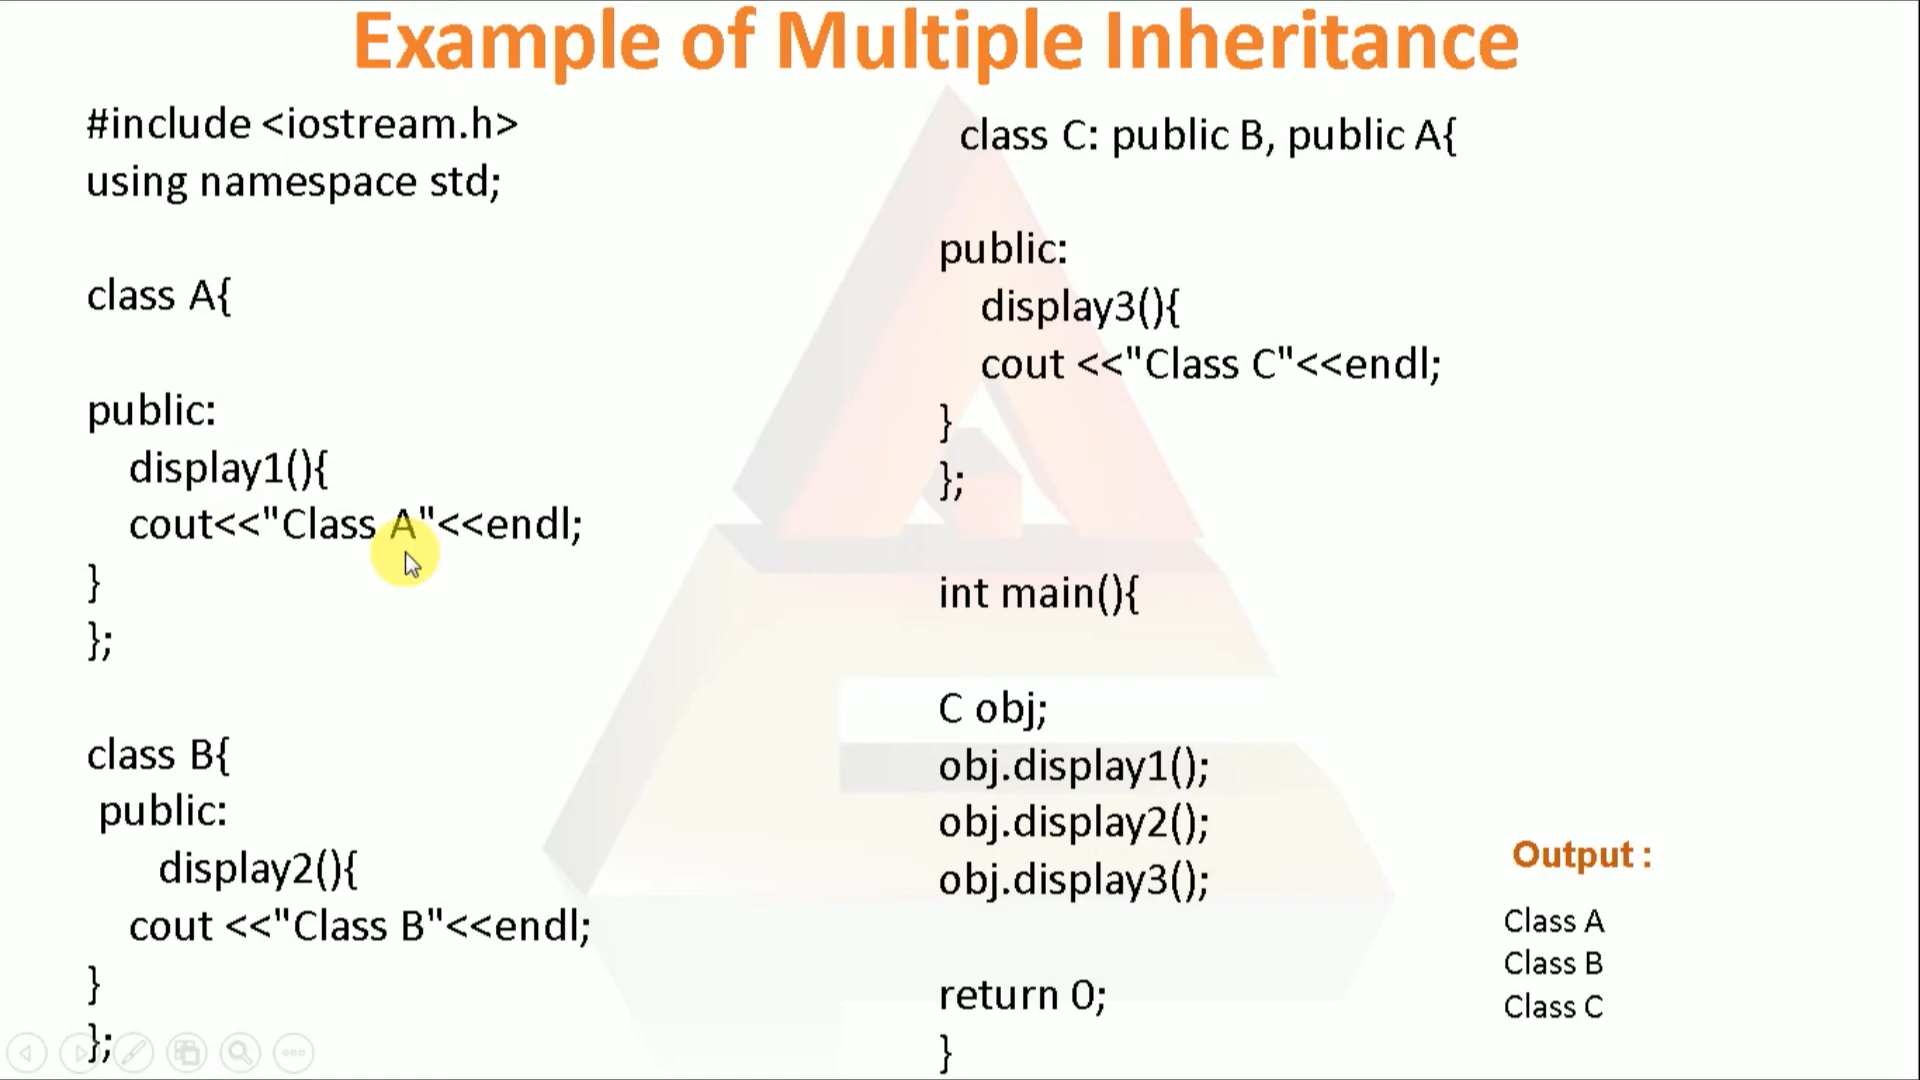 Example of Multiple Inheritance
#include <iostream.h>
using namespace std;
class A{
public:
display1(){
cout<<"Class A"<<endl;
}
};
class B{
public:
display2(){
cout <<"Class B"<<endl;
}
};
class C: public B, public A{
public:
display3(){
cout <<"Class C"<<endl;
}
};
int main(){
C obj;
obj.display1();
obj.display2();
obj.display3();
return 0;
}
Output :
Class A
Class B
Class C